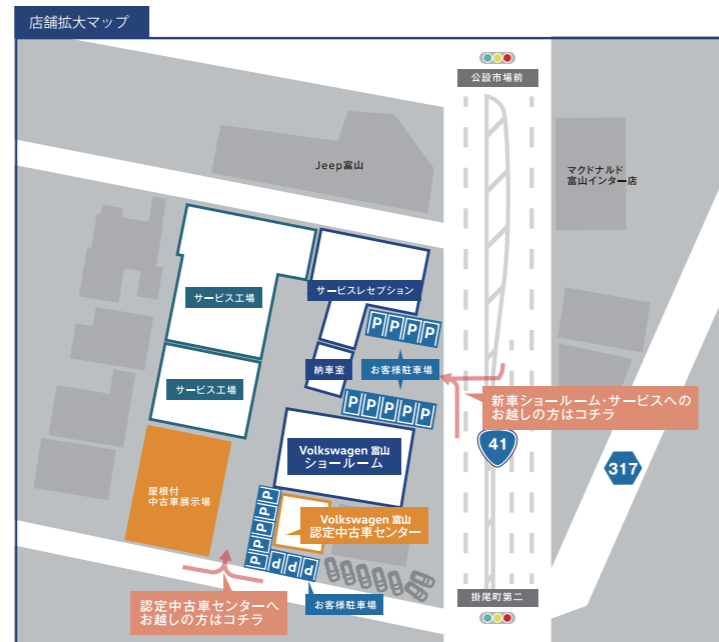 店舗拡大マップ
公設市場前
Jeep富山
マクドナルド
富山インター店
サービス工場
サービスレセプション
P P P P
納車室
お客様駐車場
サービス工場
P P P P P
新車ショールーム・サービスへの
お越しの方はコチラ
Volkswagen 富山
ショールーム
41
317
屋根付
中古車展示場
P P P P P
Volkswagen 富山
認定中古車センター
P P P
掛尾町第二
認定中古車センターへ
お越しの方はコチラ
お客様駐車場